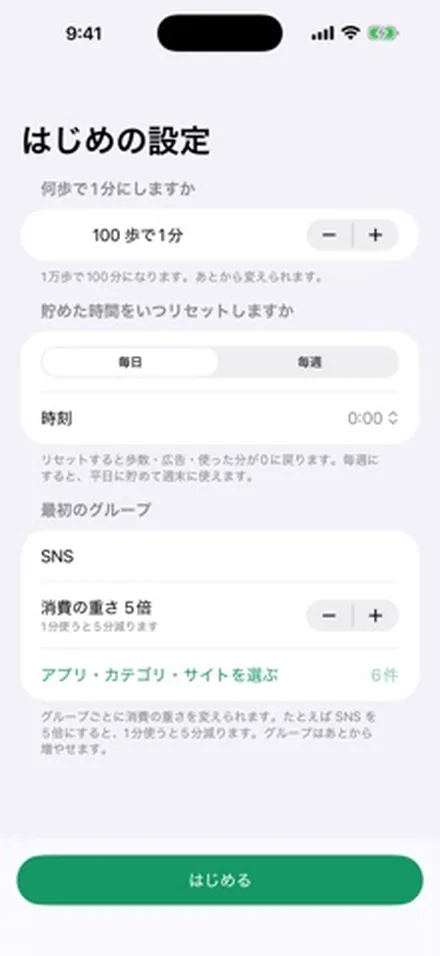 9:41
はじめの設定
何歩で1分にしますか
100 歩で1分
1万歩で100分になります。あとから変えられます。
貯めた時間をいつリセットしますか
毎日 毎週
時刻 0:00
リセットすると歩数・広告・使った分が0に戻ります。毎週に
すると、平日に貯めて週末に使えます。
最初のグループ
SNS
消費の重さ 5倍
1分使うと5分減ります
アプリ・カテゴリ・サイトを選ぶ 6件
グループごとに消費の重さを変えられます。たとえば SNS を
5倍にすると、1分使うと5分減ります。グループはあとから
増やせます。
はじめる